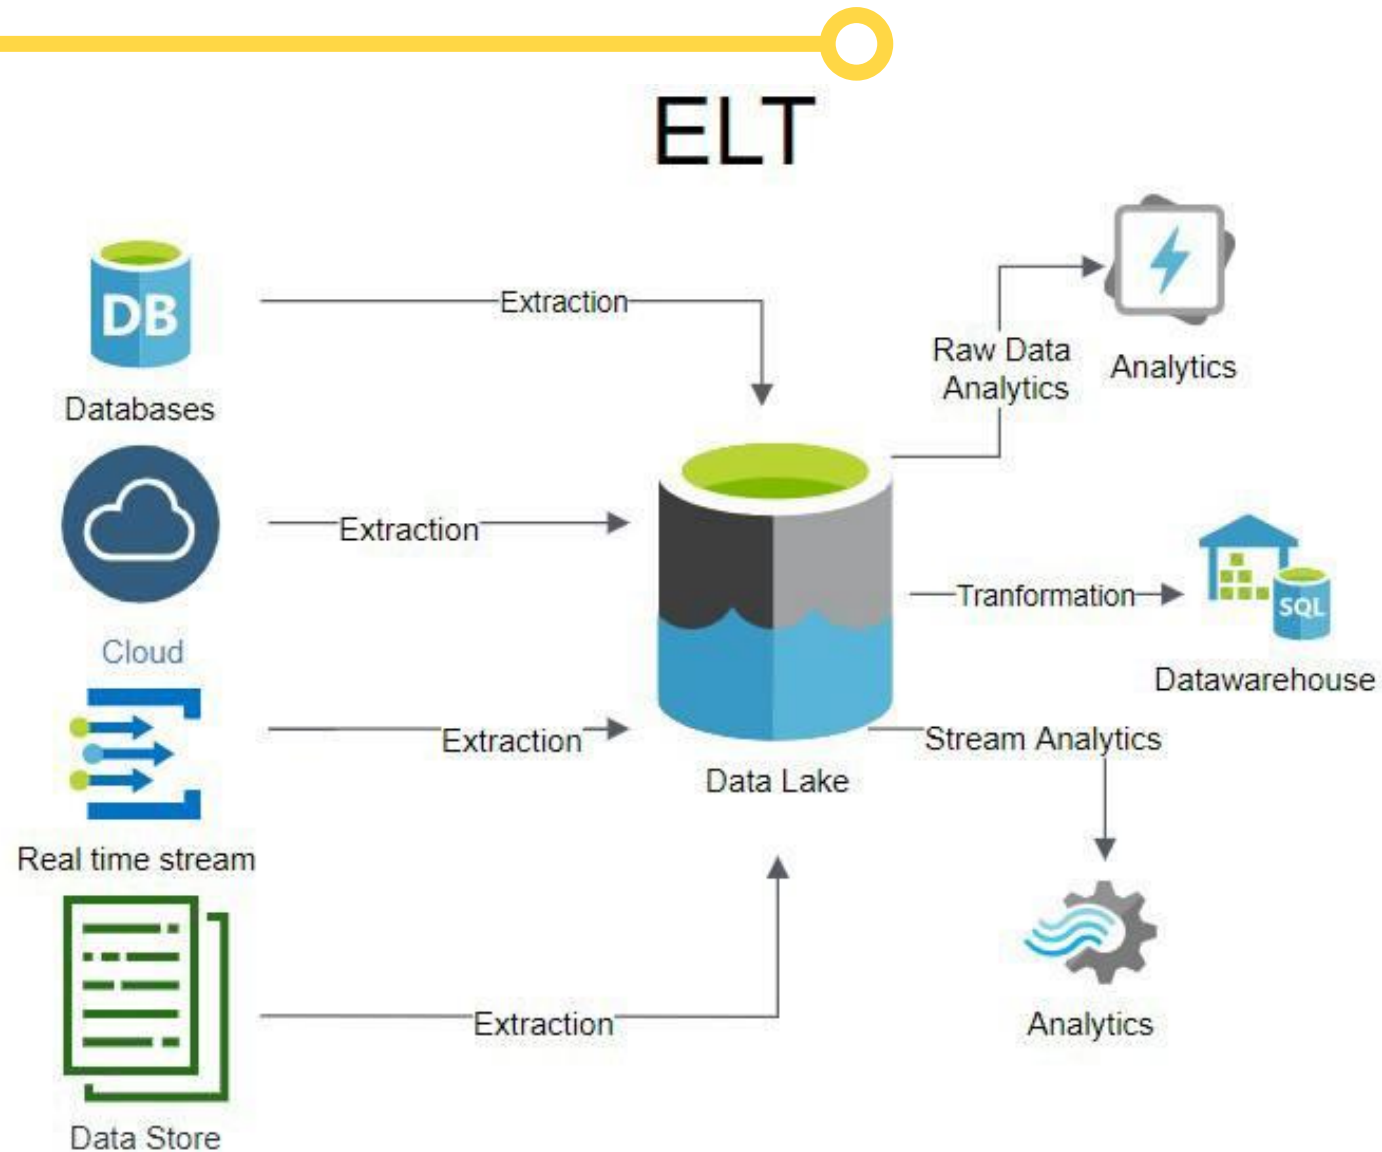 ELT
DB
Databases
Extraction
Raw Data
Analytics
Analytics
Cloud
Extraction
Tranformation
SQL
Datawarehouse
Real time stream
Extraction
Data Lake
Stream Analytics
Analytics
Data Store
Extraction